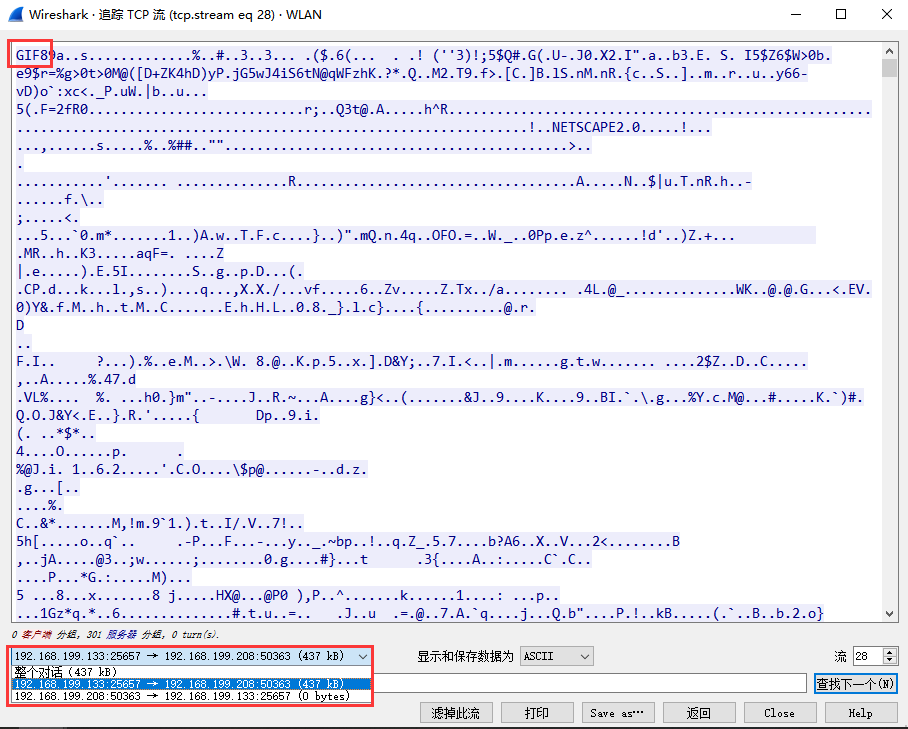 Wireshark · 追踪 TCP 流 (tcp.stream eq 28) · WLAN
GIF89a..s.............%..#..3..3... .($.6(... . .! (''3)!;5$Q#.G(.U-.J0.X2.I".a..b3.E. S. I5$Z6$W>0b.
e9$r=%g>0t>0M@([D+ZK4hD)yP.jG5wJ4iS6tN@qWFzhK.?*.Q..M2.T9.f>.[C.]B.lS.nM.nR.{c..S..]..m..r..u..y66-
vD)o`:xc<._P.uW.|b..u...
5(.F=2fR0...........................r;..Q3t@.A.....h^R.....................................................
................................................................!..NETSCAPE2.0.....!...
...,......s.....%..%##..""...........................................>..
.
...........'....... ..............R...................................A.....N..$|u.T.nR.h..-
......f.\..
;.....<.
...5...`0.m*.......1..)A.w..T.F.c....}..)".mQ.n.4q..OFO.=..W._..0Pp.e.z^......!d'..)Z.+...
.MR..h..K3.....aqF=. ....Z
|.e.....).E.5I........S..g..p.D...(.
.CP.d...k...l.,s..)....q...,X.X./...vf.....6..Zv.....Z.Tx../a........ .4L.@_..............WK..@.@.G...<.EV.
0)Y&.f.M..h..t.M..C.......E.h.H.L..0.8._}.l.c}....{..........@.r.
D
..
F.I.. ?...).%..e.M..>.\W. 8.@..K.p.5..x.].D&Y;..7.I.<..|.m......g.t.w....... ....2$Z..D..C.....
,..A.....%.47.d
.VL%.... %. ...h0.}m"..-....J..R.~...A....g}<..(.......&J..9....K....9..BI.`.\.g...%Y.c.M@...#.....K.`)#.
Q.O.J&Y<.E..}.R.'.....{ Dp..9.i.
(. ..*$*..
4....O......p. .
%@J.i. 1..6.2.....'.C.O....\$p@......-..d.z.
.g...[..
....%.
C..&*.......M,!m.9`1.).t..I/.V..7!..
5h[.....o..q`.. .-P...F...-...y.._.~bp..!..q.Z_.5.7....b?A6..X..V...2<........B
,..jA.....@3..;w......;........0.g....#}...t .3{....A..:.....C`.C..
....P...*G.:.....M)...
5 ...8...x.......8 j.....HX@...@P0 ),P..^.......k......1....: ...p..
...1Gz*q.*..6..............#.t.u..=.. .J..u .=.@..7.A.`q....j...Q.b"....P.!..kB.....(.`..B..b.2.o}
0 客户端 分组, 301 服务器 分组, 0 turn(s).
192.168.199.133:25657 → 192.168.199.208:50363 (437 kB)
显示和保存数据为 ASCII
流 28
整个对话 (437 kB)
192.168.199.133:25657 → 192.168.199.208:50363 (437 kB)
192.168.199.208:50363 → 192.168.199.133:25657 (0 bytes)
查找下一个(N)
滤掉此流 打印 Save as… 返回 Close Help